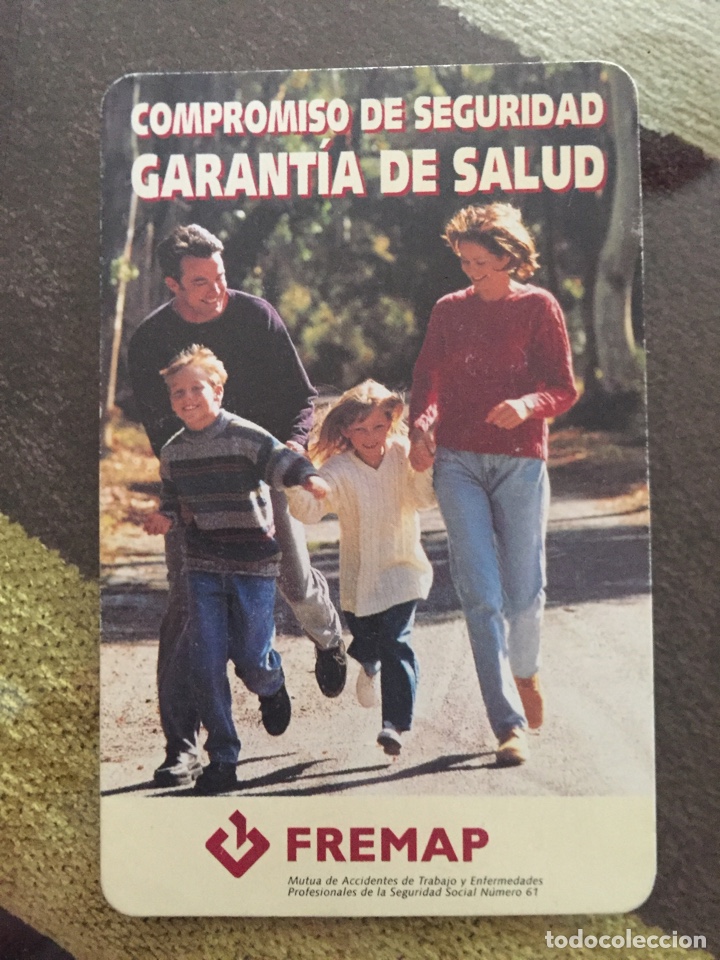 COMPROMISO DE SEGURIDAD
GARANTÍA DE SALUD
FREMAP
Mutua de Accidentes de Trabajo y Enfermedades
Profesionales de la Seguridad Social Número 61
todocoleccion